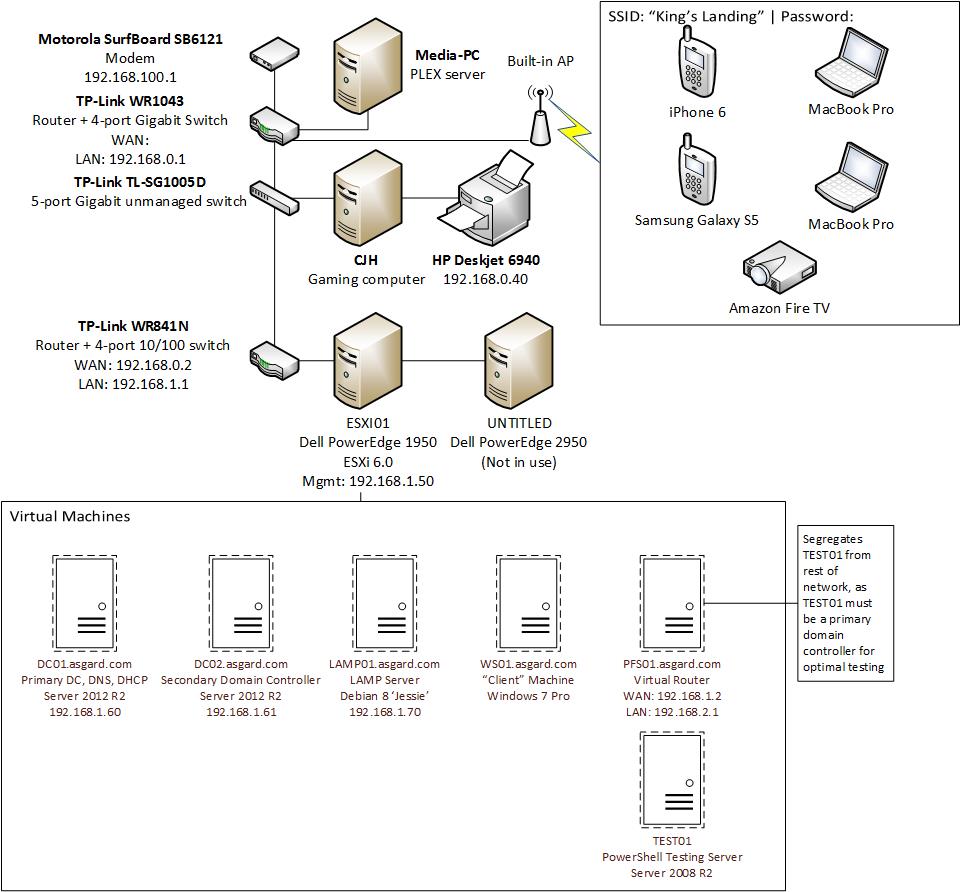 Motorola SurfBoard SB6121
Modem
192.168.100.1
TP-Link WR1043
Router + 4-port Gigabit Switch
WAN:
LAN: 192.168.0.1
TP-Link TL-SG1005D
5-port Gigabit unmanaged switch
Media-PC
PLEX server
Built-in AP
CJH
Gaming computer
HP Deskjet 6940
192.168.0.40
SSID: “King’s Landing” | Password:
iPhone 6
MacBook Pro
Samsung Galaxy S5
MacBook Pro
Amazon Fire TV
TP-Link WR841N
Router + 4-port 10/100 switch
WAN: 192.168.0.2
LAN: 192.168.1.1
ESXI01
Dell PowerEdge 1950
ESXi 6.0
Mgmt: 192.168.1.50
UNTITLED
Dell PowerEdge 2950
(Not in use)
Virtual Machines
DC01.asgard.com
Primary DC, DNS, DHCP
Server 2012 R2
192.168.1.60
DC02.asgard.com
Secondary Domain Controller
Server 2012 R2
192.168.1.61
LAMP01.asgard.com
LAMP Server
Debian 8 ‘Jessie’
192.168.1.70
WS01.asgard.com
“Client” Machine
Windows 7 Pro
PFS01.asgard.com
Virtual Router
WAN: 192.168.1.2
LAN: 192.168.2.1
Segregates
TEST01 from
rest of
network, as
TEST01 must
be a primary
domain
controller for
optimal testing
TEST01
PowerShell Testing Server
Server 2008 R2